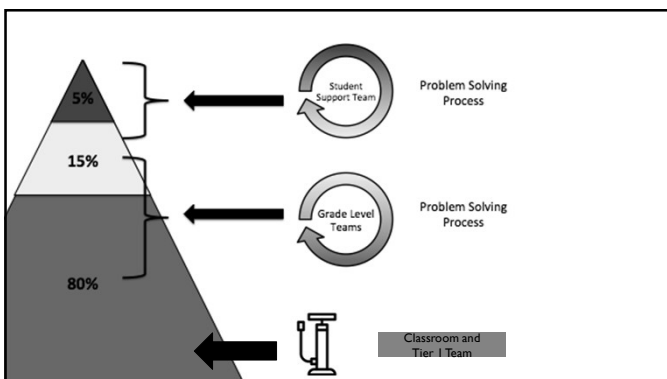 5%
Student
Support Team
Problem Solving
Process
15%
Grade Level
Teams
Problem Solving
Process
80%
Classroom and
Tier 1 Team